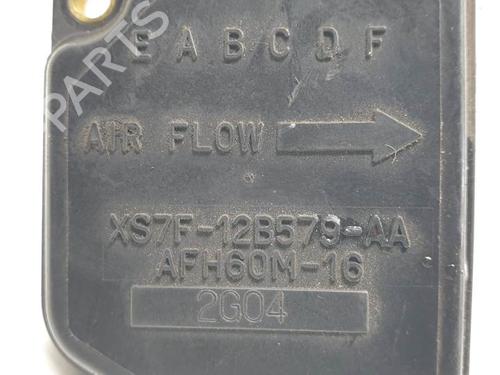 E A B C D F
AIR FLOW
XS7F-12B579-AA
AFH60M-16
2G04
PARTS